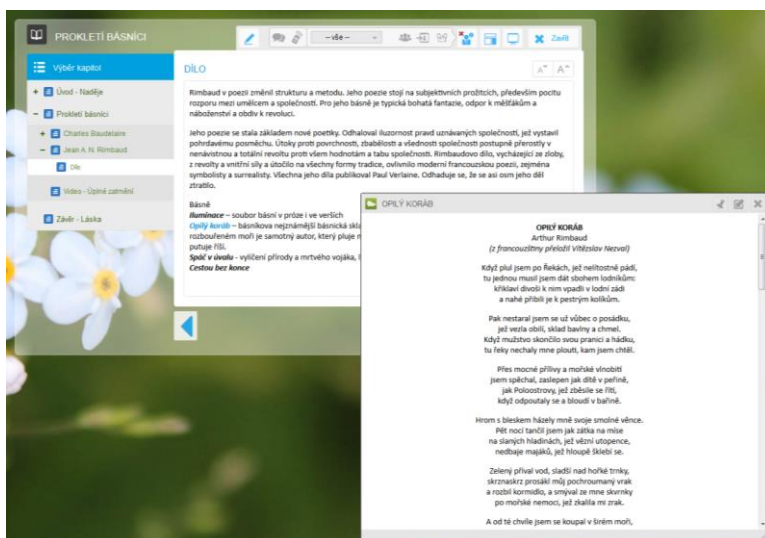 PROKLETÍ BÁSNÍCI
--vše--
Zavřít
Výběr kapitol
+ Úvod - Naděje
– Prokletí básníci
+ Charles Baudelaire
– Jean A. N. Rimbaud
Dílo
Video - Úplné zatmění
Závěr - Láska
DÍLO
A˅ A^
Rimbaud v poezii změnil strukturu a metodu. Jeho poezie stojí na subjektivních prožitcích, především pocitu
rozporu mezi umělcem a společností. Pro jeho básně je typická bohatá fantazie, odpor k měšťákům a
náboženství a obdiv k revoluci.
Jeho poezie se stala základem nové poetiky. Odhaloval iluzornost pravd uznávaných společností, jež vystavil
pohrdavému posměchu. Útoky proti povrchnosti, zbabělosti a všednosti společnosti postupně přerostly v
nenávistnou a totální revoltu proti všem hodnotám a tabu společnosti. Rimbaudovo dílo, vycházející ze zloby,
z revolty a vnitřní síly a útočilo na všechny formy tradice, ovlivnilo moderní francouzskou poezii, zejména
symbolisty a surrealisty. Všechna jeho díla publikoval Paul Verlaine. Odhaduje se, že se asi osm jeho děl
ztratilo.
Básně
Iluminace – soubor básní v próze i ve verších
Opilý koráb – básníkova nejznámější básnická skl
rozbouřeném moři je samotný autor, který pluje
putuje říší.
Spáč v úvalu - vylíčení přírody a mrtvého vojáka,
Cestou bez konce
OPILÝ KORÁB
OPILÝ KORÁB
Arthur Rimbaud
(z francouzštiny přeložil Vítězslav Nezval)
Když plul jsem po Řekách, jež nelítostně pádí,
tu jednou musil jsem dát sbohem lodníkům:
křiklaví divoši k nim vpadli v lodní zádi
a nahé přibili je k pestrým kolíkům.
Pak nestaral jsem se už vůbec o posádku,
jež vezla obilí, sklad bavlny a chmel.
Když mužstvo skončilo svou pranici a hádku,
tu řeky nechaly mne plouti, kam jsem chtěl.
Přes mocné přílivy a mořské vlnobití
jsem spěchal, zaslepen jak dítě v peřině,
jak Poloostrovy, jež zběsile se řítí,
když odpoutaly se a bloudí v bařině.
Hrom s bleskem házely mně svoje smolné věnce.
Pět nocí tančil jsem jak zátka na míse
na slaných hladinách, jež vězní utopence,
nedbaje majáků, jež hloupě šklebí se.
Zelený příval vod, sladší nad hořké trnky,
skrznaskrz prosákl můj pochroumaný vrak
a rozbil kormidlo, a smýval ze mne skvrnky
po mořské nemoci, jež zkalila mi zrak.
A od té chvíle jsem se koupal v širém moři,